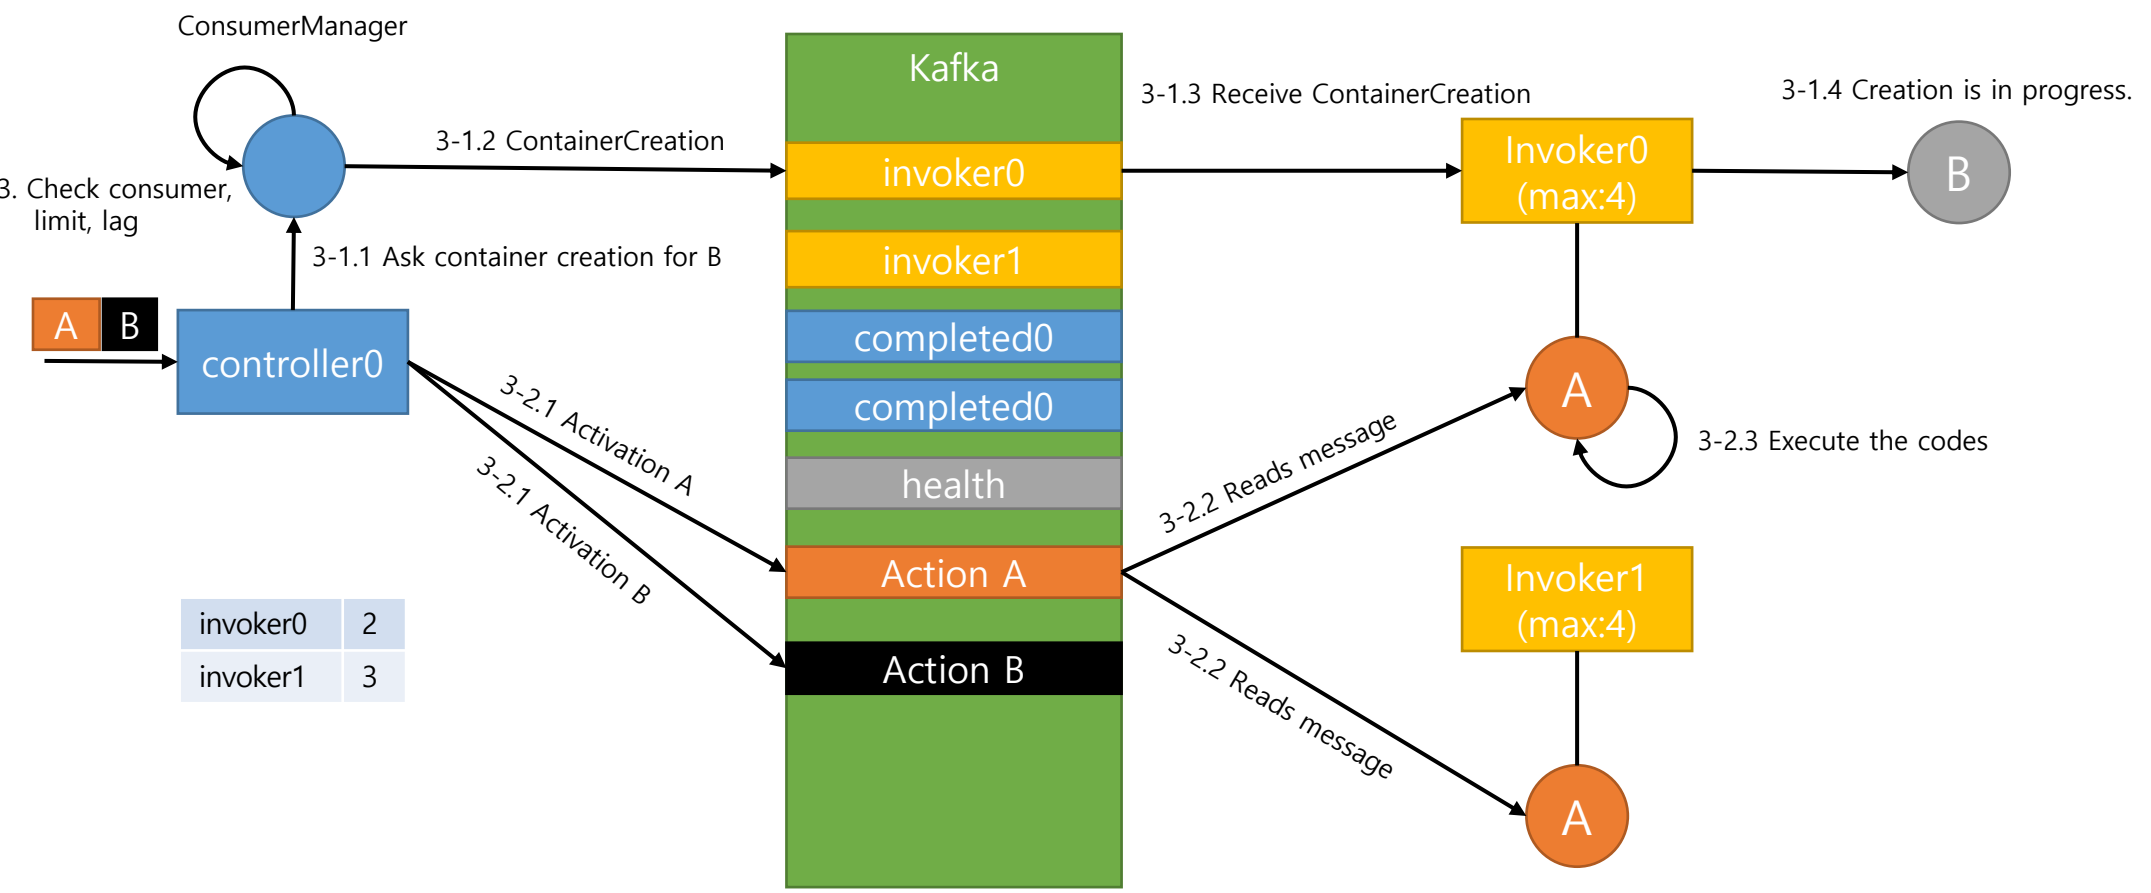 ConsumerManager
3. Check consumer,
limit, lag
3-1.1 Ask container creation for B
3-1.2 ContainerCreation
A
B
controller0
3-2.1 Activation A
3-2.1 Activation B
invoker0 2
invoker1 3
Kafka
invoker0
invoker1
completed0
completed0
health
Action A
Action B
3-1.3 Receive ContainerCreation
Invoker0
(max:4)
3-1.4 Creation is in progress.
B
A
3-2.2 Reads message
3-2.3 Execute the codes
Invoker1
(max:4)
3-2.2 Reads message
A